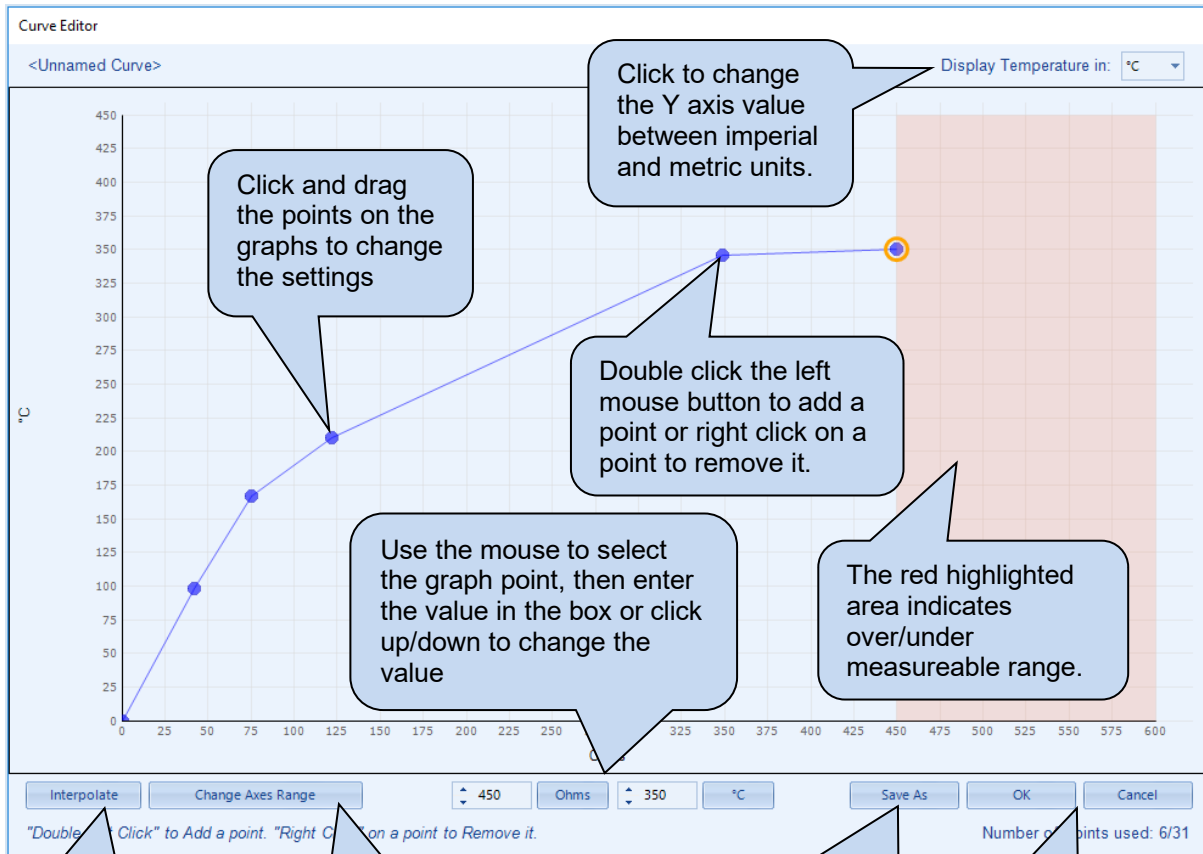 Curve Editor
<Unnamed Curve>
Display Temperature in: °C
Click to change
the Y axis value
between imperial
and metric units.
Click and drag
the points on the
graphs to change
the settings
Double click the left
mouse button to add a
point or right click on a
point to remove it.
Use the mouse to select
the graph point, then enter
the value in the box or click
up/down to change the
value
The red highlighted
area indicates
over/under
measureable range.
°C
450
425
400
375
350
325
300
275
250
225
200
175
150
125
100
75
50
25
0
0 25 50 75 100 125 150 175 200 225 250 325 350 375 400 425 450 475 500 525 550 575 600
Interpolate Change Axes Range 450 Ohms 350 °C Save As OK Cancel
"Double Click" to Add a point. "Right on a point to Remove it. Number used: 6/31